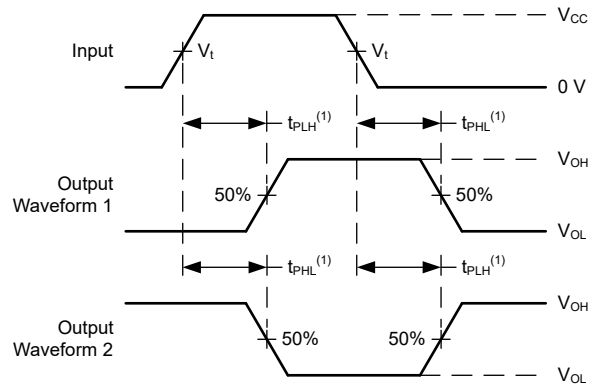 V_CC
Input
V_t
V_t
0 V
t_PLH^(1)
t_PHL^(1)
V_OH
Output
Waveform 1
50%
50%
V_OL
t_PHL^(1)
t_PLH^(1)
V_OH
Output
Waveform 2
50%
50%
V_OL